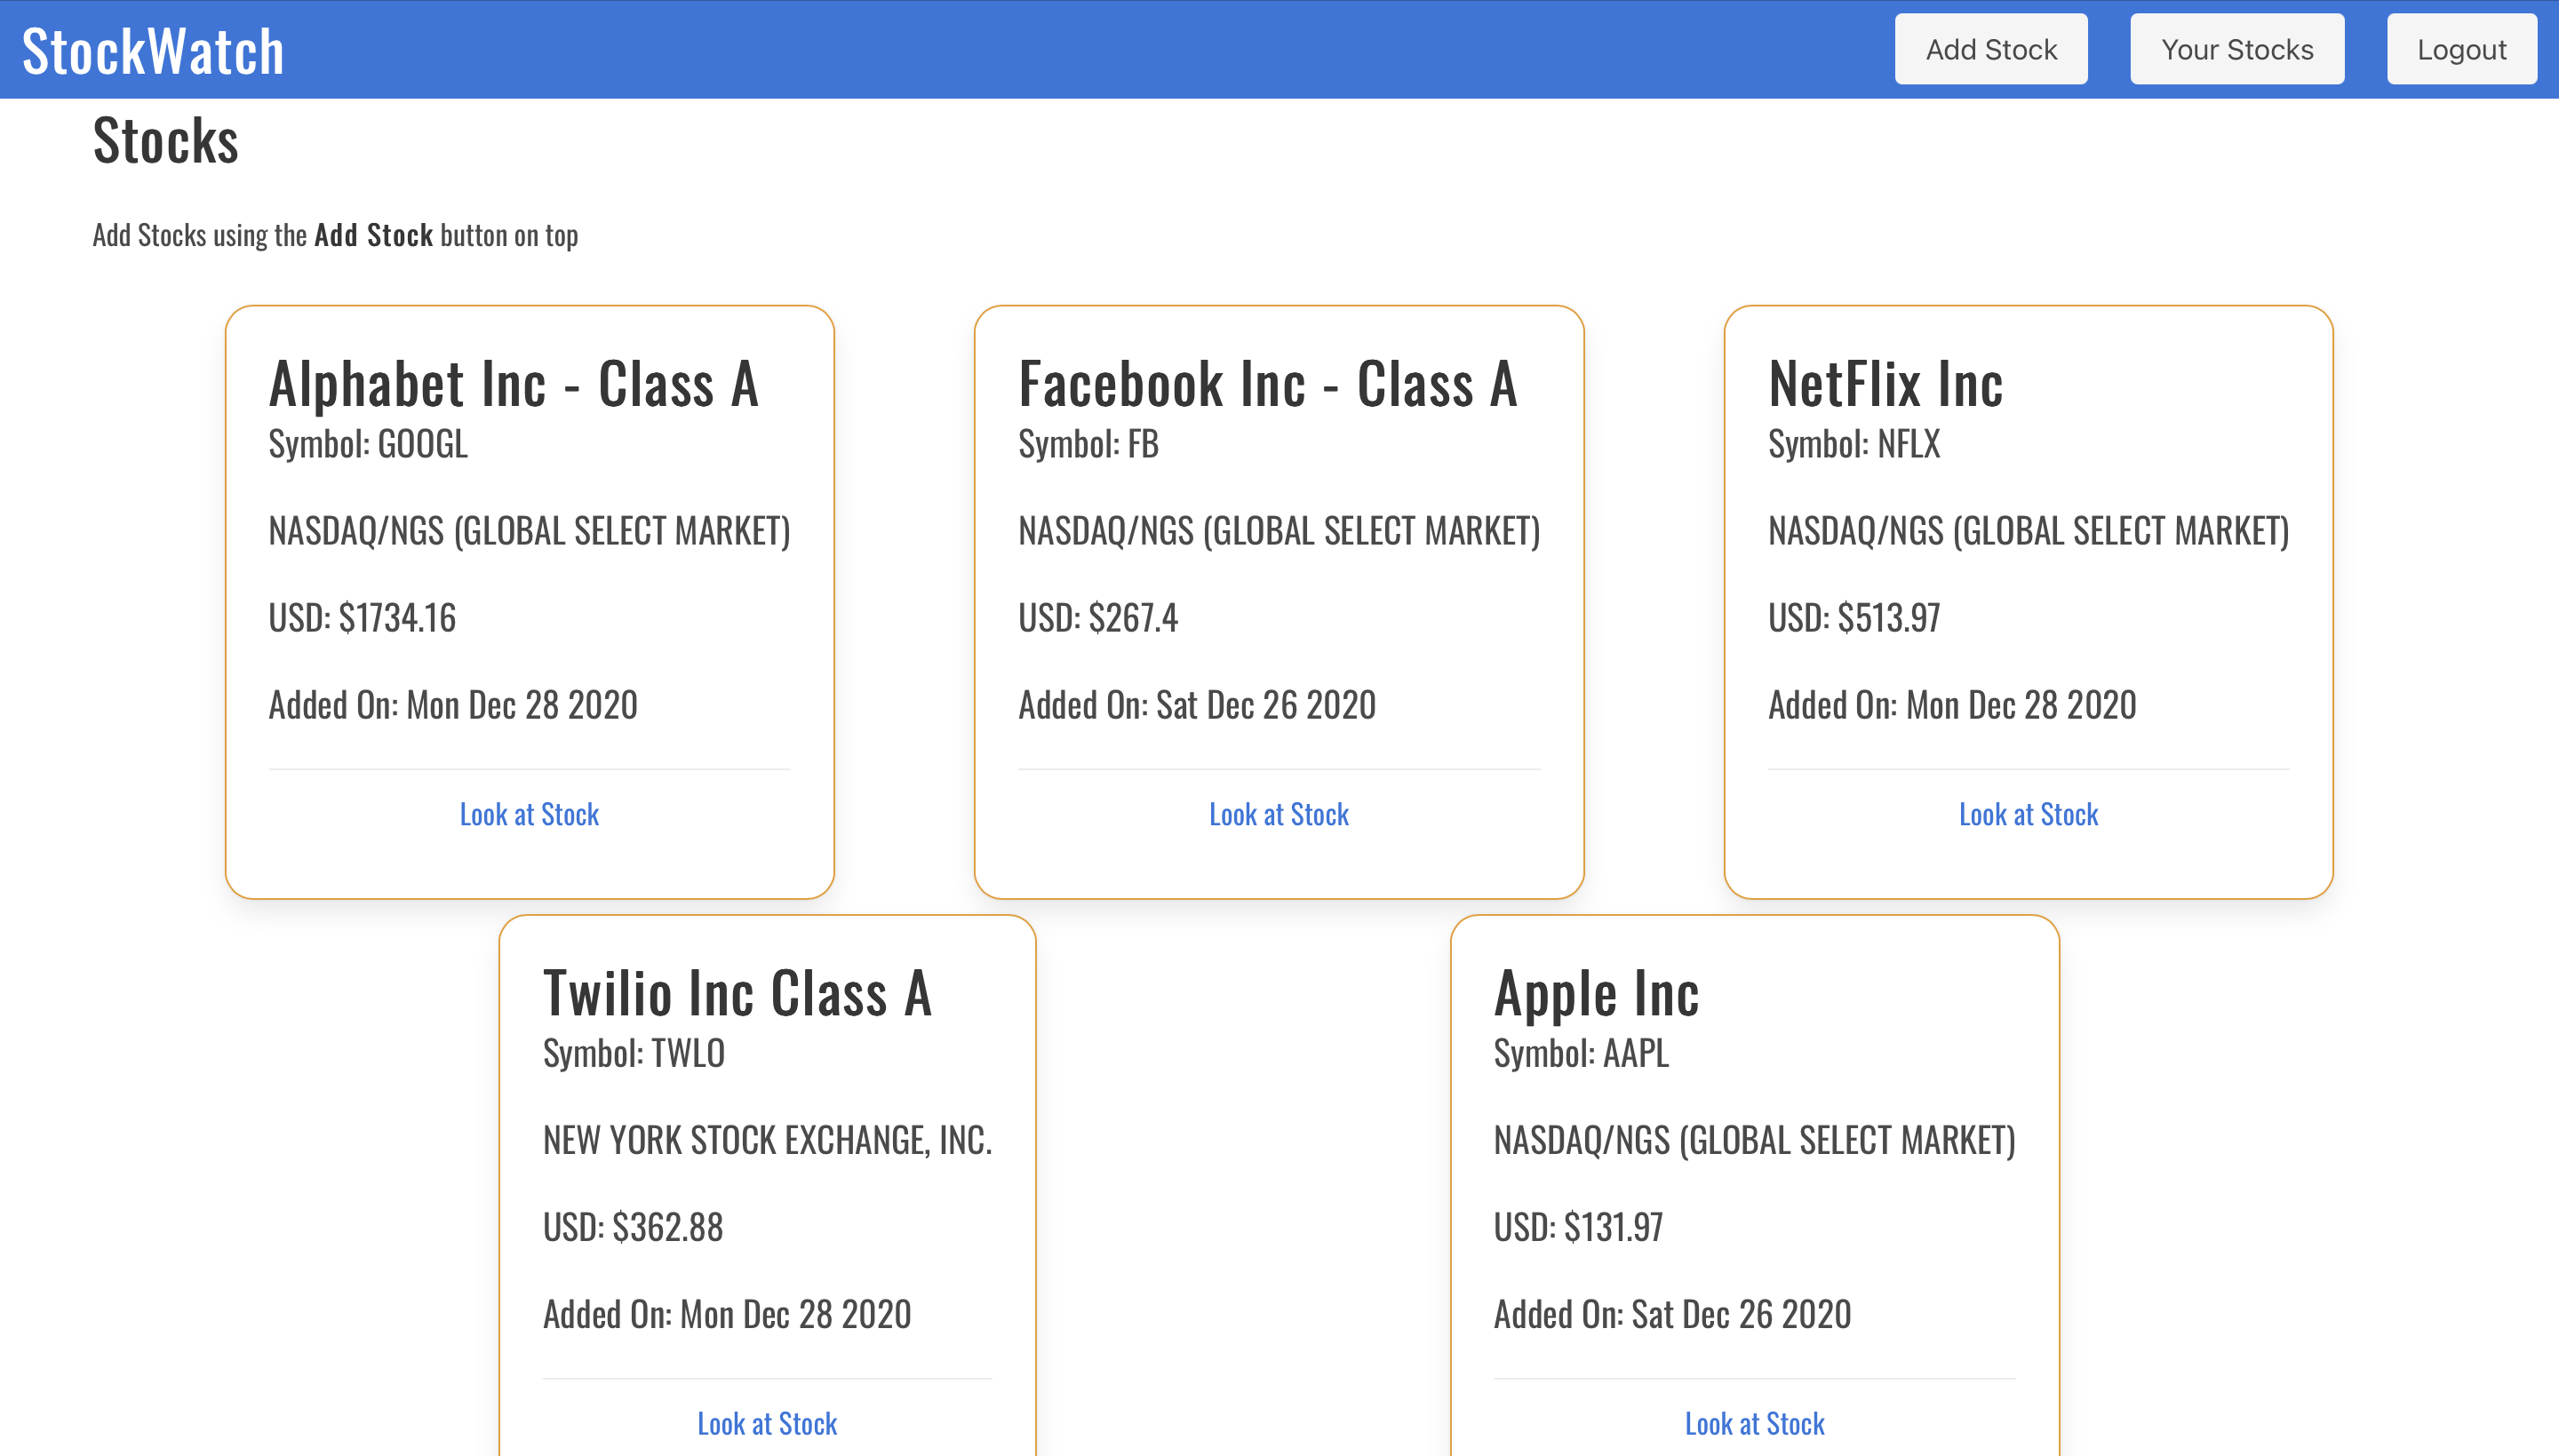 StockWatch
Add Stock
Your Stocks
Logout
Stocks
Add Stocks using the Add Stock button on top
Alphabet Inc - Class A
Symbol: GOOGL
NASDAQ/NGS (GLOBAL SELECT MARKET)
USD: $1734.16
Added On: Mon Dec 28 2020
Look at Stock
Facebook Inc - Class A
Symbol: FB
NASDAQ/NGS (GLOBAL SELECT MARKET)
USD: $267.4
Added On: Sat Dec 26 2020
Look at Stock
NetFlix Inc
Symbol: NFLX
NASDAQ/NGS (GLOBAL SELECT MARKET)
USD: $513.97
Added On: Mon Dec 28 2020
Look at Stock
Twilio Inc Class A
Symbol: TWLO
NEW YORK STOCK EXCHANGE, INC.
USD: $362.88
Added On: Mon Dec 28 2020
Look at Stock
Apple Inc
Symbol: AAPL
NASDAQ/NGS (GLOBAL SELECT MARKET)
USD: $131.97
Added On: Sat Dec 26 2020
Look at Stock